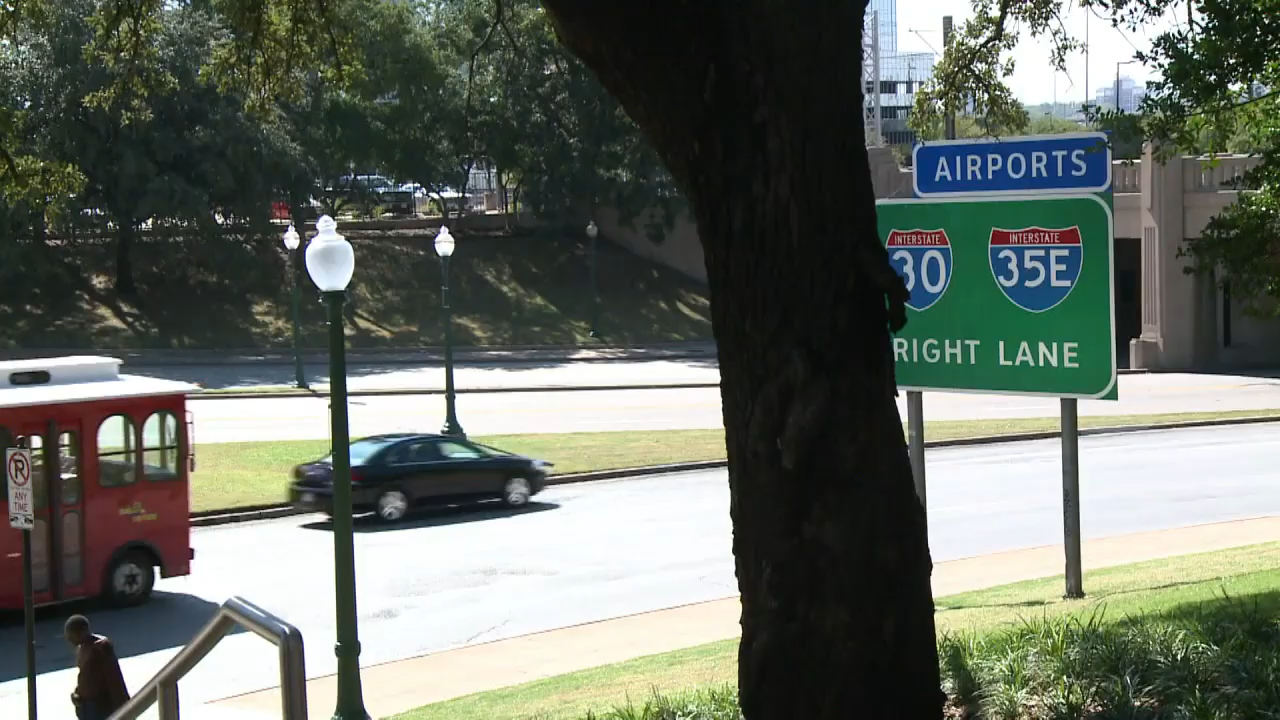 AIRPORTS
INTERSTATE
30
INTERSTATE
35E
RIGHT LANE
ANY
TIME